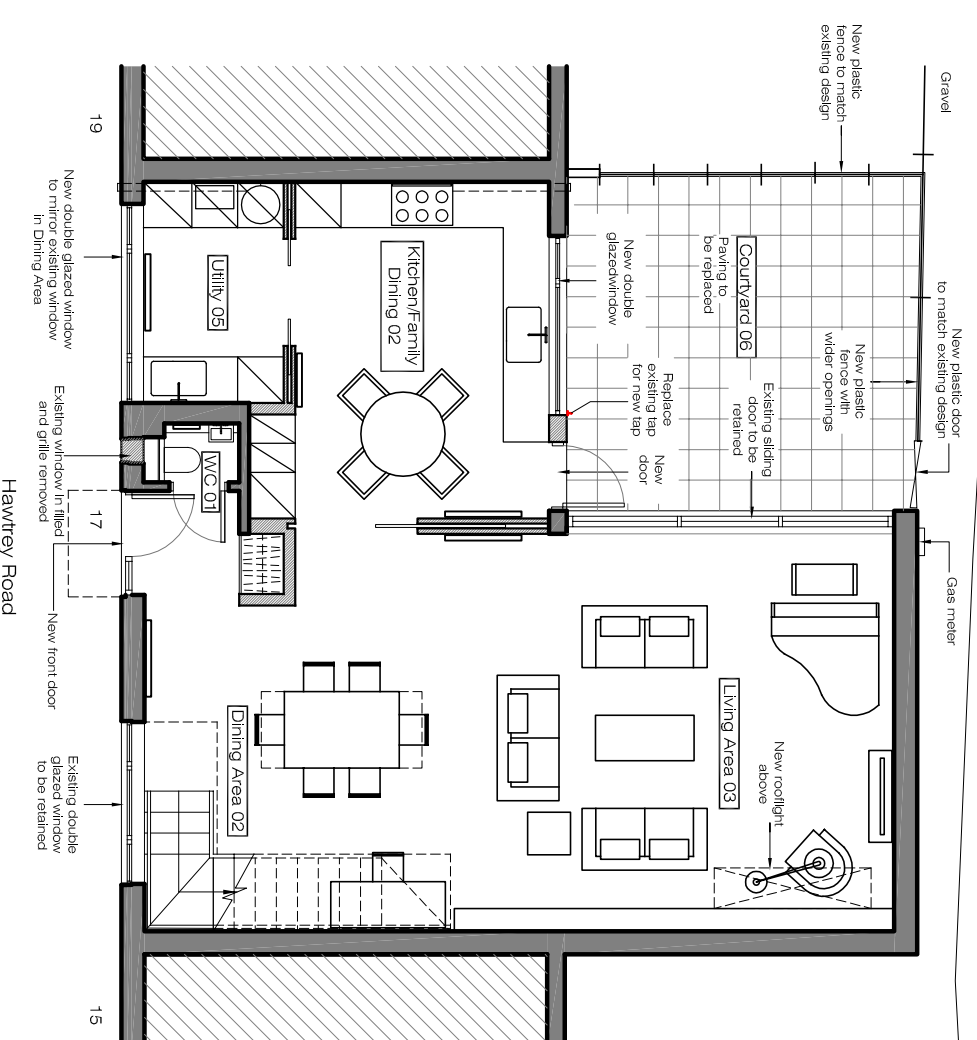 Gravel
New plastic
fence to match
existing design
New plastic door
to match existing design
Gas meter
New plastic
fence with
wider openings
Courtyard 06
Paving to
be replaced
Existing sliding
door to be
retained
New double
glazedwindow
Replace
existing tap
for new tap
New
door
Kitchen/Family
Dining 02
Utility 05
WC 01
Living Area 03
New rooflight
above
Dining Area 02
19
17
15
New double glazed window
to mirror existing window
in Dining Area
Existing window in filled
and grille removed
New front door
Existing double
glazed window
to be retained
Hawtrey Road